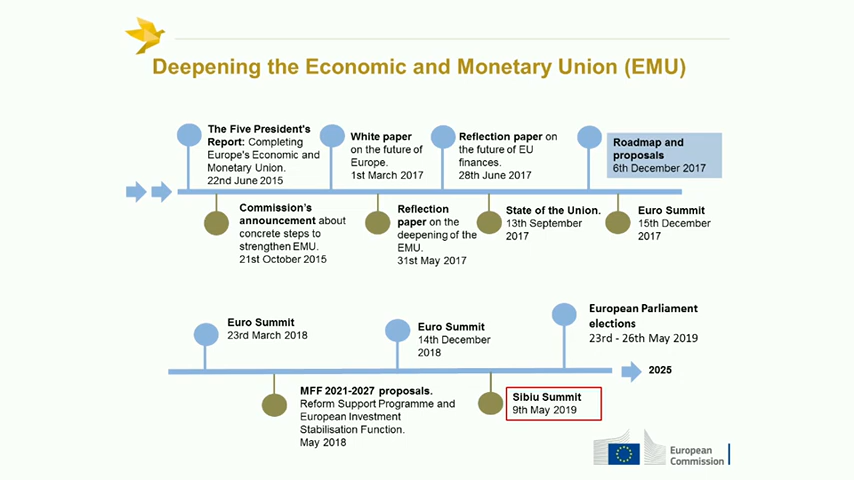 Deepening the Economic and Monetary Union (EMU)
The Five President's
Report: Completing
Europe's Economic and
Monetary Union.
22nd June 2015
White paper
on the future of
Europe.
1st March 2017
Reflection paper on
the future of EU
finances.
28th June 2017
Roadmap and
proposals
6th December 2017
Commission's
announcement about
concrete steps to
strengthen EMU.
21st October 2015
Reflection
paper on the
deepening of the
EMU.
31st May 2017
State of the Union.
13th September
2017
Euro Summit
15th December
2017
Euro Summit
23rd March 2018
Euro Summit
14th December
2018
European Parliament
elections
23rd - 26th May 2019
2025
MFF 2021-2027 proposals.
Reform Support Programme and
European Investment
Stabilisation Function.
May 2018
Sibiu Summit
9th May 2019
European
Commission